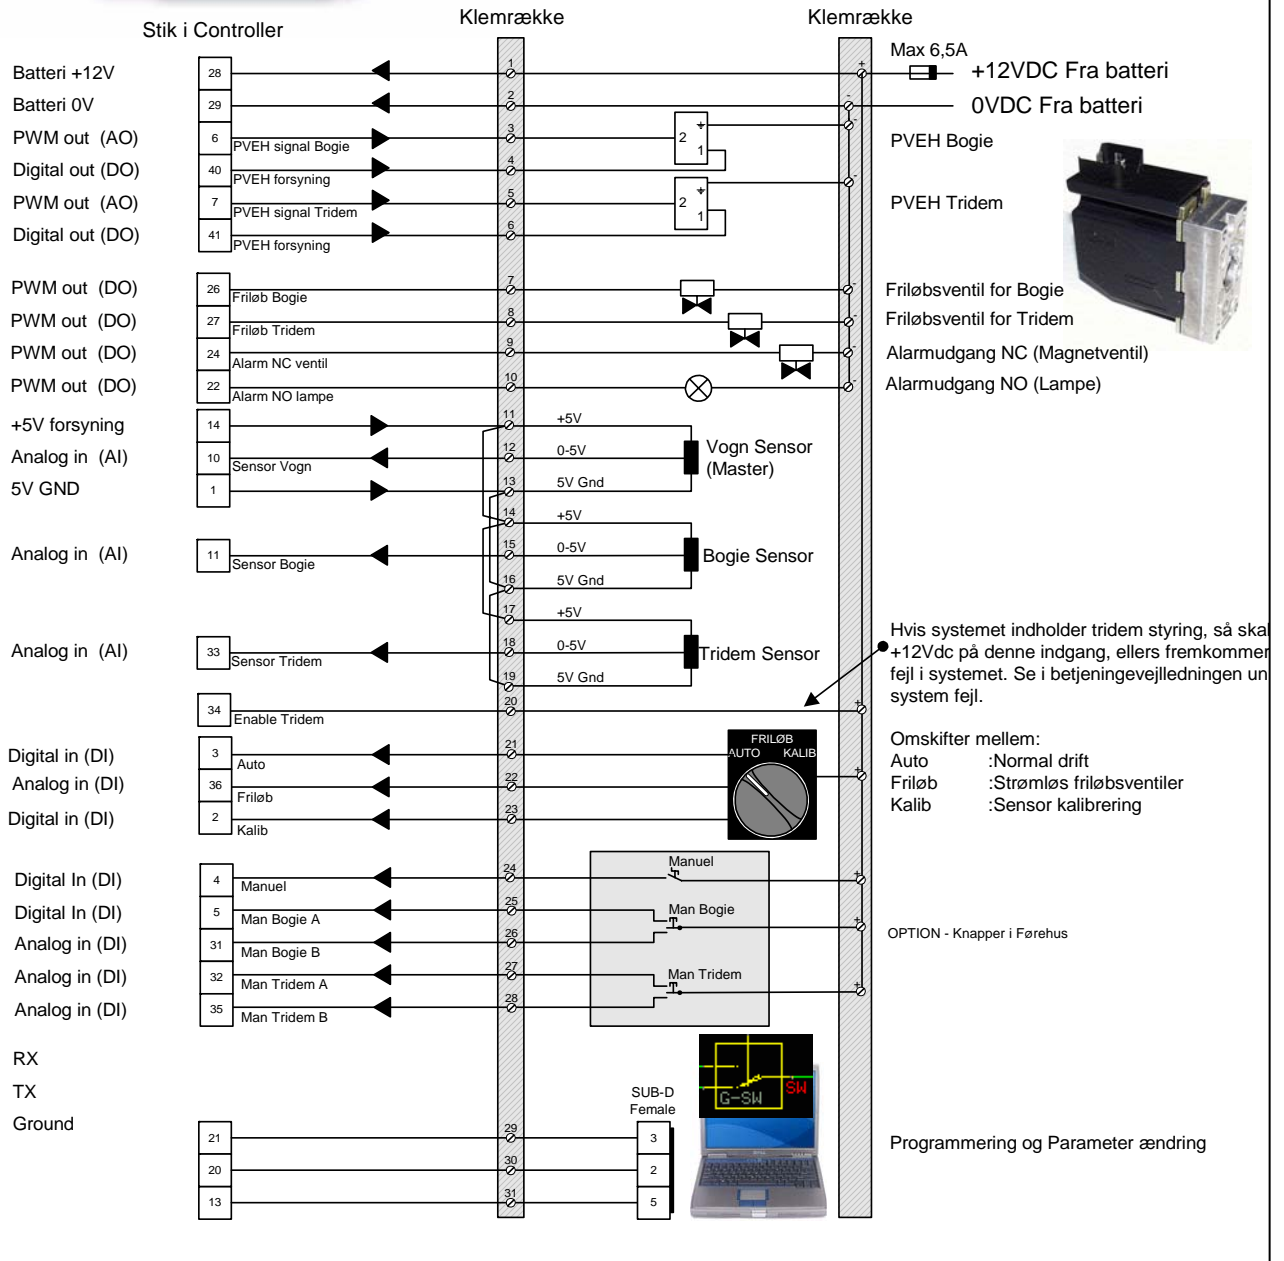 Klemrække
Klemrække
Stik i Controller
Max 6,5A
Batteri +12V
28
1
+
+12VDC Fra batteri
Batteri 0V
29
2
-
0VDC Fra batteri
PWM out (AO)
6
PVEH signal Bogie
3
2
+
1
-
PVEH Bogie
Digital out (DO)
40
PVEH forsyning
4
PWM out (AO)
7
PVEH signal Tridem
5
2
+
1
-
PVEH Tridem
Digital out (DO)
41
PVEH forsyning
6
PWM out (DO)
26
Friløb Bogie
7
-
Friløbsventil for Bogie
PWM out (DO)
27
Friløb Tridem
8
-
Friløbsventil for Tridem
PWM out (DO)
24
Alarm NC ventil
9
-
Alarmudgang NC (Magnetventil)
PWM out (DO)
22
Alarm NO lampe
10
-
Alarmudgang NO (Lampe)
+5V forsyning
14
11
+5V
Analog in (AI)
10
Sensor Vogn
12
0-5V
Vogn Sensor
(Master)
5V GND
1
13
5V Gnd
14
+5V
Analog in (AI)
11
Sensor Bogie
15
0-5V
Bogie Sensor
16
5V Gnd
17
+5V
Analog in (AI)
33
Sensor Tridem
18
0-5V
Tridem Sensor
19
5V Gnd
Hvis systemet indholder tridem styring, så skal
+12Vdc på denne indgang, ellers fremkommer
fejl i systemet. Se i betjeningevejlledningen un
system fejl.
34
Enable Tridem
20
+
Digital in (DI)
3
Auto
21
FRILØB
AUTO
KALIB
+
Analog in (DI)
36
Friløb
22
Digital in (DI)
2
Kalib
23
Omskifter mellem:
Auto :Normal drift
Friløb :Strømløs friløbsventiler
Kalib :Sensor kalibrering
Digital In (DI)
4
Manuel
24
Manuel
+
Digital In (DI)
5
Man Bogie A
25
Man Bogie
+
Analog in (DI)
31
Man Bogie B
26
OPTION - Knapper i Førehus
Analog in (DI)
32
Man Tridem A
27
Man Tridem
+
Analog in (DI)
35
Man Tridem B
28
RX
TX
Ground
SUB-D
Female
G-SW
SW
21
29
3
Programmering og Parameter ændring
20
30
2
13
31
5